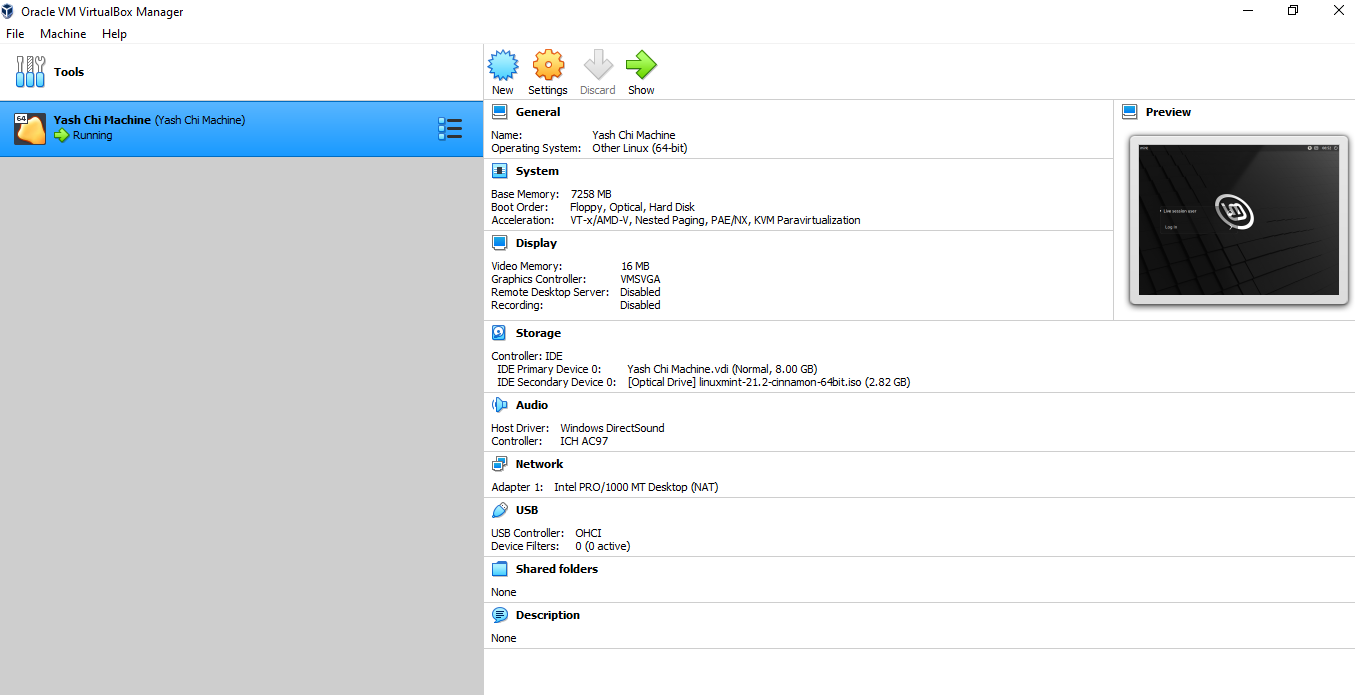 Oracle VM VirtualBox Manager
File Machine Help
Tools
New Settings Discard Show
64
Yash Chi Machine (Yash Chi Machine)
Running
General
Name: Yash Chi Machine
Operating System: Other Linux (64-bit)
System
Base Memory: 7258 MB
Boot Order: Floppy, Optical, Hard Disk
Acceleration: VT-x/AMD-V, Nested Paging, PAE/NX, KVM Paravirtualization
Display
Video Memory: 16 MB
Graphics Controller: VMSVGA
Remote Desktop Server: Disabled
Recording: Disabled
Preview
Live session user
Log in
Storage
Controller: IDE
IDE Primary Device 0: Yash Chi Machine.vdi (Normal, 8.00 GB)
IDE Secondary Device 0: [Optical Drive] linuxmint-21.2-cinnamon-64bit.iso (2.82 GB)
Audio
Host Driver: Windows DirectSound
Controller: ICH AC97
Network
Adapter 1: Intel PRO/1000 MT Desktop (NAT)
USB
USB Controller: OHCI
Device Filters: 0 (0 active)
Shared folders
None
Description
None